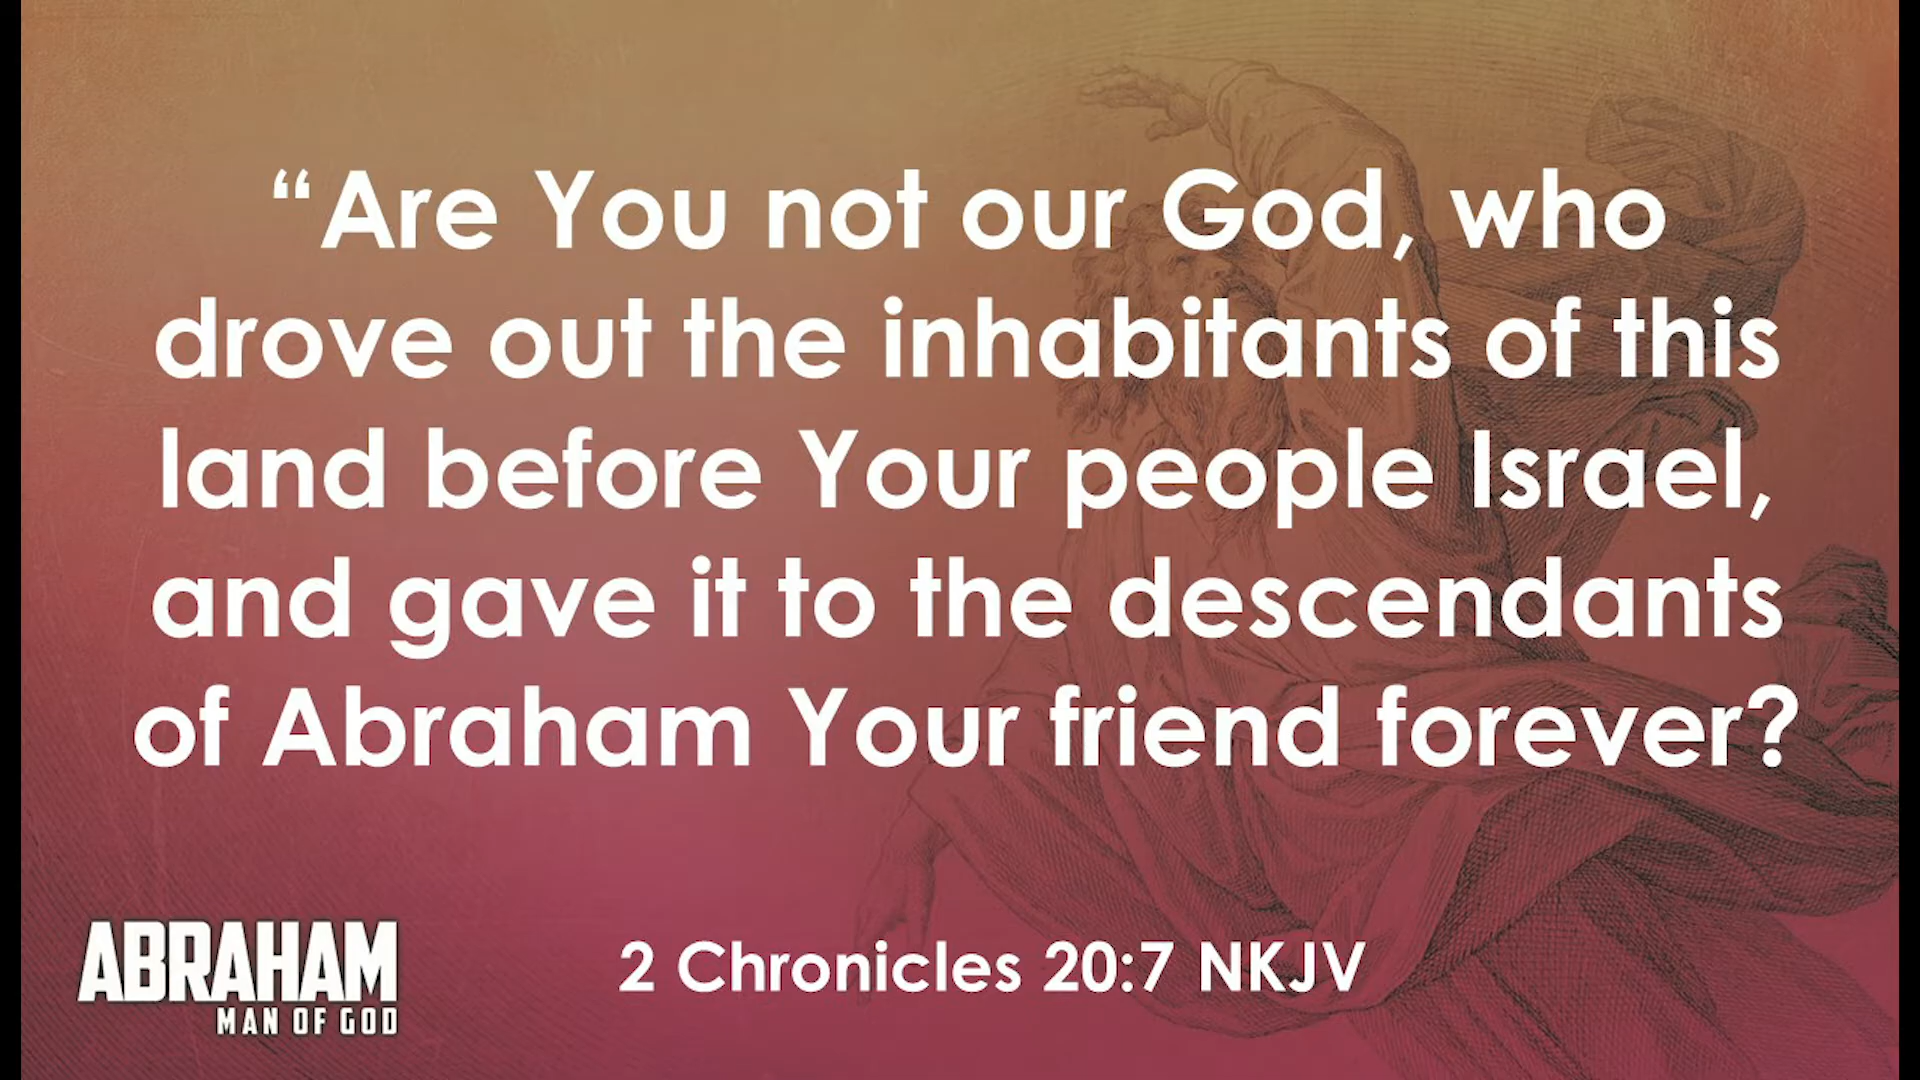 “Are You not our God, who
drove out the inhabitants of this
land before Your people Israel,
and gave it to the descendants
of Abraham Your friend forever?
2 Chronicles 20:7 NKJV
ABRAHAM
MAN OF GOD